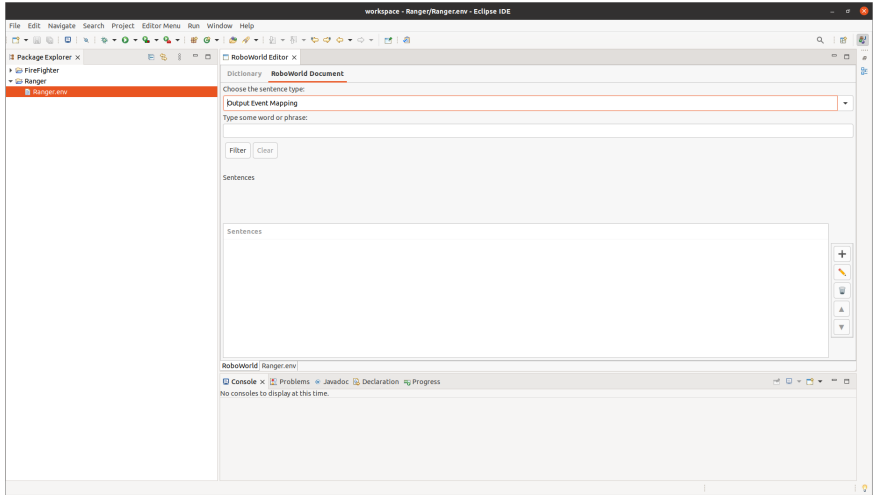 workspace - Ranger/Ranger.env - Eclipse IDE
File Edit Navigate Search Project Editor Menu Run Window Help
Package Explorer
FireFighter
Ranger
Ranger.env
RoboWorld Editor
Dictionary RoboWorld Document
Choose the sentence type:
Output Event Mapping
Type some word or phrase:
Filter Clear
Sentences
Sentences
RoboWorld Ranger.env
Console Problems Javadoc Declaration Progress
No consoles to display at this time.